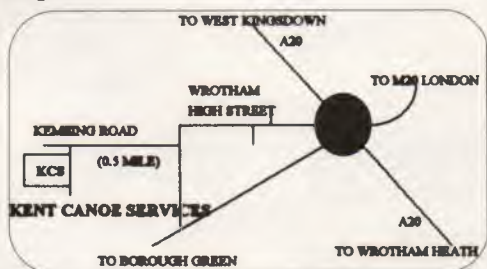 TO WEST KINGSDOWN
A20
TO M20 LONDON
WROTHAM
HIGH STREET
KEMSING ROAD
(0.5 MILE)
KCS
KENT CANOE SERVICES
A20
TO WROTHAM HEATH
TO BOROUGH GREEN